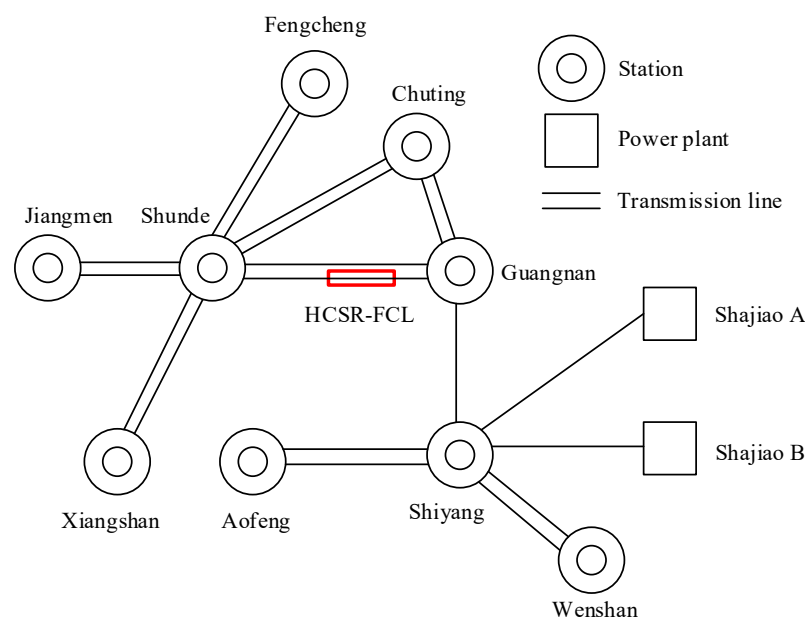 Fengcheng
Station
Chuting
Power plant
Jiangmen
Shunde
Transmission line
Guangnan
HCSR-FCL
Shajiao A
Shajiao B
Xiangshan
Aofeng
Shiyang
Wenshan